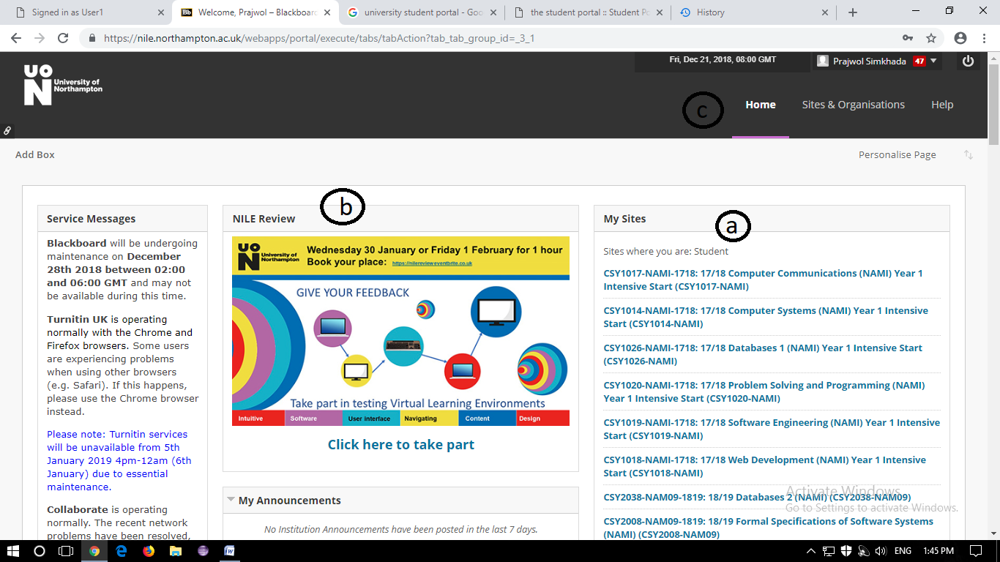 Signed in as User1
Welcome, Prajwol – Blackboard
university student portal - Goo
the student portal :: Student Po
History
https://nile.northampton.ac.uk/webapps/portal/execute/tabs/tabAction?tab_tab_group_id=_3_1
UON
University of
Northampton
Fri, Dec 21, 2018, 08:00 GMT
Prajwol Simkhada 47
c
Home Sites & Organisations Help
Add Box
Personalise Page
Service Messages
Blackboard will be undergoing
maintenance on December
28th 2018 between 02:00
and 06:00 GMT and may not
be available during this time.
Turnitin UK is operating
normally with the Chrome and
Firefox browsers. Some users
are experiencing problems
when using other browsers
(e.g. Safari). If this happens,
please use the Chrome browser
instead.
Please note: Turnitin services
will be unavailable from 5th
January 2019 4pm-12am (6th
January) due to essential
maintenance.
Collaborate is operating
normally. The recent network
problems have been resolved,
NILE Review
b
UON
University of
Northampton
Wednesday 30 January or Friday 1 February for 1 hour
Book your place: https://nilereview.eventbrite.co.uk
GIVE YOUR FEEDBACK
Take part in testing Virtual Learning Environments
Intuitive Software User interface Navigating Content Design
Click here to take part
My Announcements
No Institution Announcements have been posted in the last 7 days.
My Sites
a
Sites where you are: Student
CSY1017-NAMI-1718: 17/18 Computer Communications (NAMI) Year 1
Intensive Start (CSY1017-NAMI)
CSY1014-NAMI-1718: 17/18 Computer Systems (NAMI) Year 1 Intensive
Start (CSY1014-NAMI)
CSY1026-NAMI-1718: 17/18 Databases 1 (NAMI) Year 1 Intensive Start
(CSY1026-NAMI)
CSY1020-NAMI-1718: 17/18 Problem Solving and Programming (NAMI)
Year 1 Intensive Start (CSY1020-NAMI)
CSY1019-NAMI-1718: 17/18 Software Engineering (NAMI) Year 1 Intensive
Start (CSY1019-NAMI)
CSY1018-NAMI-1718: 17/18 Web Development (NAMI) Year 1 Intensive
Start (CSY1018-NAMI)
CSY2038-NAM09-1819: 18/19 Databases 2 (NAMI) (CSY2038-NAM09)
CSY2008-NAM09-1819: 18/19 Formal Specifications of Software Systems
(NAMI) (CSY2008-NAM09)
Activate Windows
Go to Settings to activate Windows.
ENG 1:45 PM